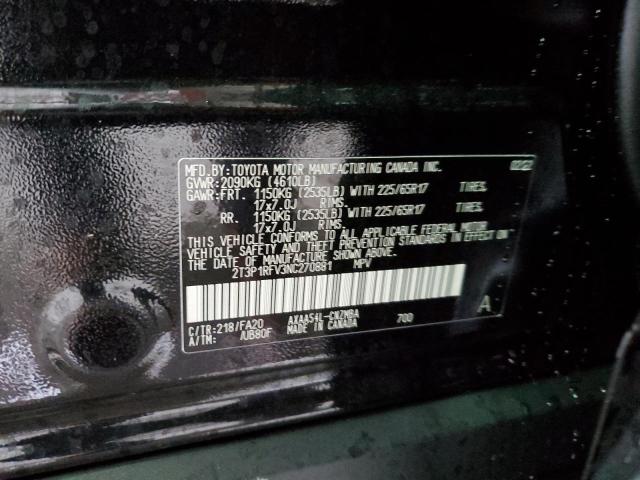 MFD.BY:TOYOTA MOTOR MANUFACTURING CANADA INC. 02/22
GVWR:2090KG (4610LB)
GAWR:FRT. 1150KG (2535LB) WITH 225/65R17 TIRES.
17x7.0J RIMS.
RR. 1150KG (2535LB) WITH 225/65R17 TIRES.
17x7.0J RIMS.
THIS VEHICLE CONFORMS TO ALL APPLICABLE FEDERAL MOTOR
VEHICLE SAFETY AND THEFT PREVENTION STANDARDS IN EFFECT ON
THE DATE OF MANUFACTURE SHOWN ABOVE.
2T3P1RFV3NC270881 MPV
A
C/TR:218/FA20 AXAA54L-CNZMBA 700
A/TM: /UB80F MADE IN CANADA